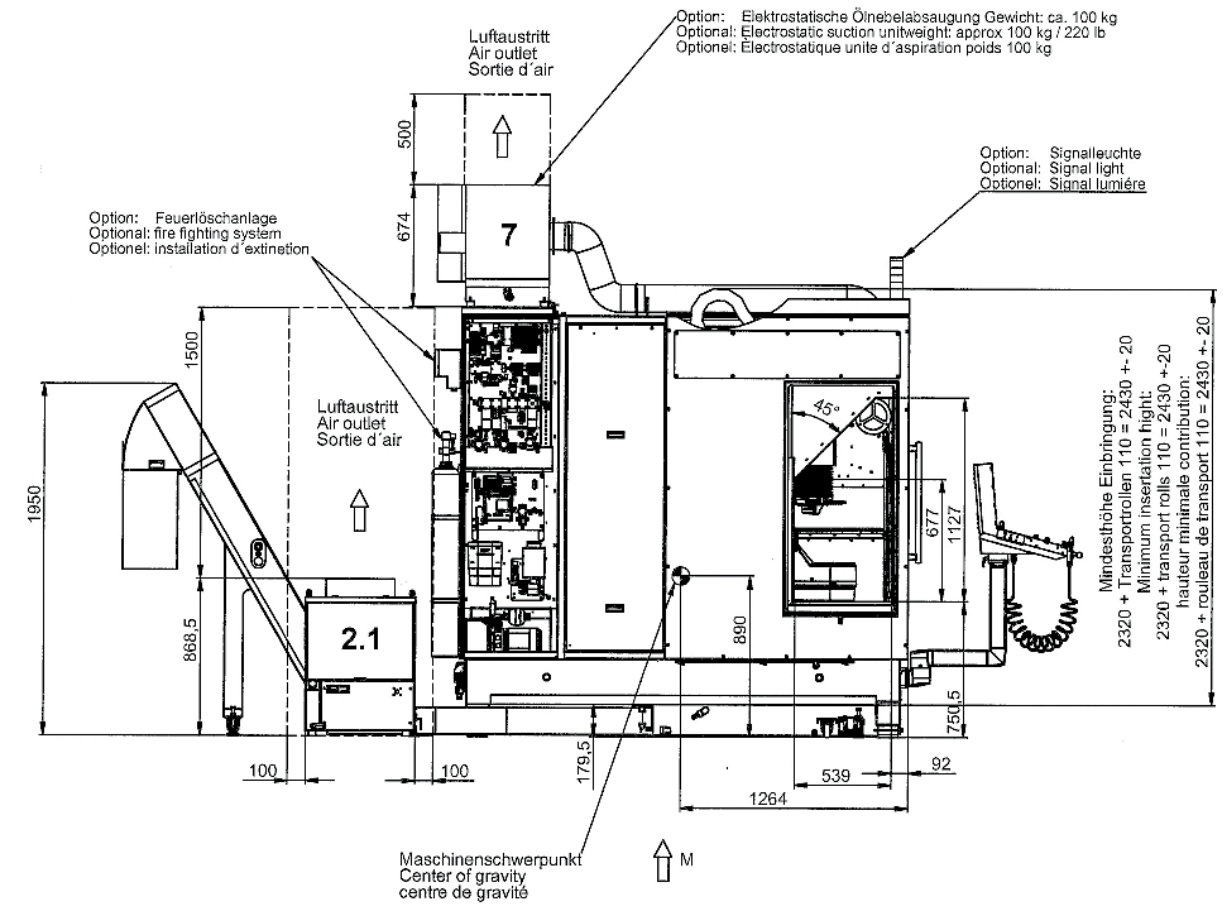 Option: Elektrostatische Ölnebelabsaugung Gewicht: ca. 100 kg
Optional: Electrostatic suction unitweight: approx 100 kg / 220 lb
Optionel: Électrostatique unite d´aspiration poids 100 kg
Luftaustritt
Air outlet
Sortie d´air
500
Option: Signalleuchte
Optional: Signal light
Optionel: Signal lumiére
Option: Feuerlöschanlage
Optional: fire fighting system
Optionel: installation d´extinetion
674
7
1500
Luftaustritt
Air outlet
Sortie d´air
45°
1950
677
1127
Mindesthöhe Einbringung:
2320 + Transportrollen 110 = 2430 +- 20
Minimum insertation hight:
2320 + transport rolls 110 = 2430 +-20
hauteur minimale contribution:
2320 + rouleau de transport 110 = 2430 +- 20
868,5
2.1
890
750,5
179,5
100
100
539
92
1264
Maschinenschwerpunkt
Center of gravity
centre de gravité
M